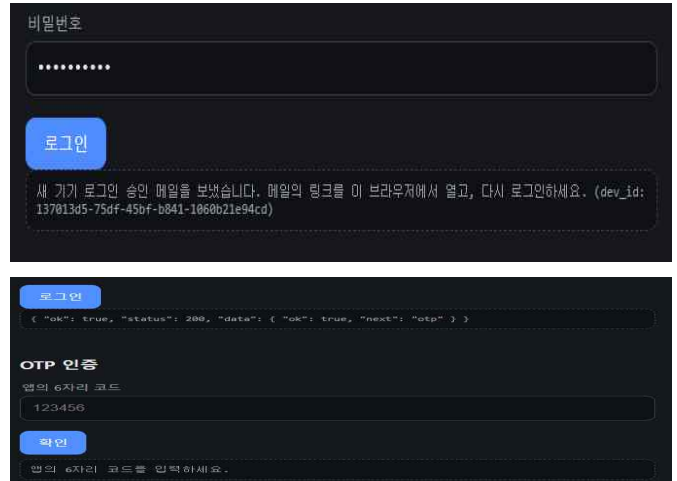 비밀번호
••••••••••
로그인
새 기기 로그인 승인 메일을 보냈습니다. 메일의 링크를 이 브라우저에서 열고, 다시 로그인하세요. (dev_id:
137013d5-75df-45bf-b841-1060b21e94cd)
로그인
{ "ok": true, "status": 200, "data": { "ok": true, "next": "otp" } }
OTP 인증
앱의 6자리 코드
123456
확인
앱의 6자리 코드를 입력하세요.